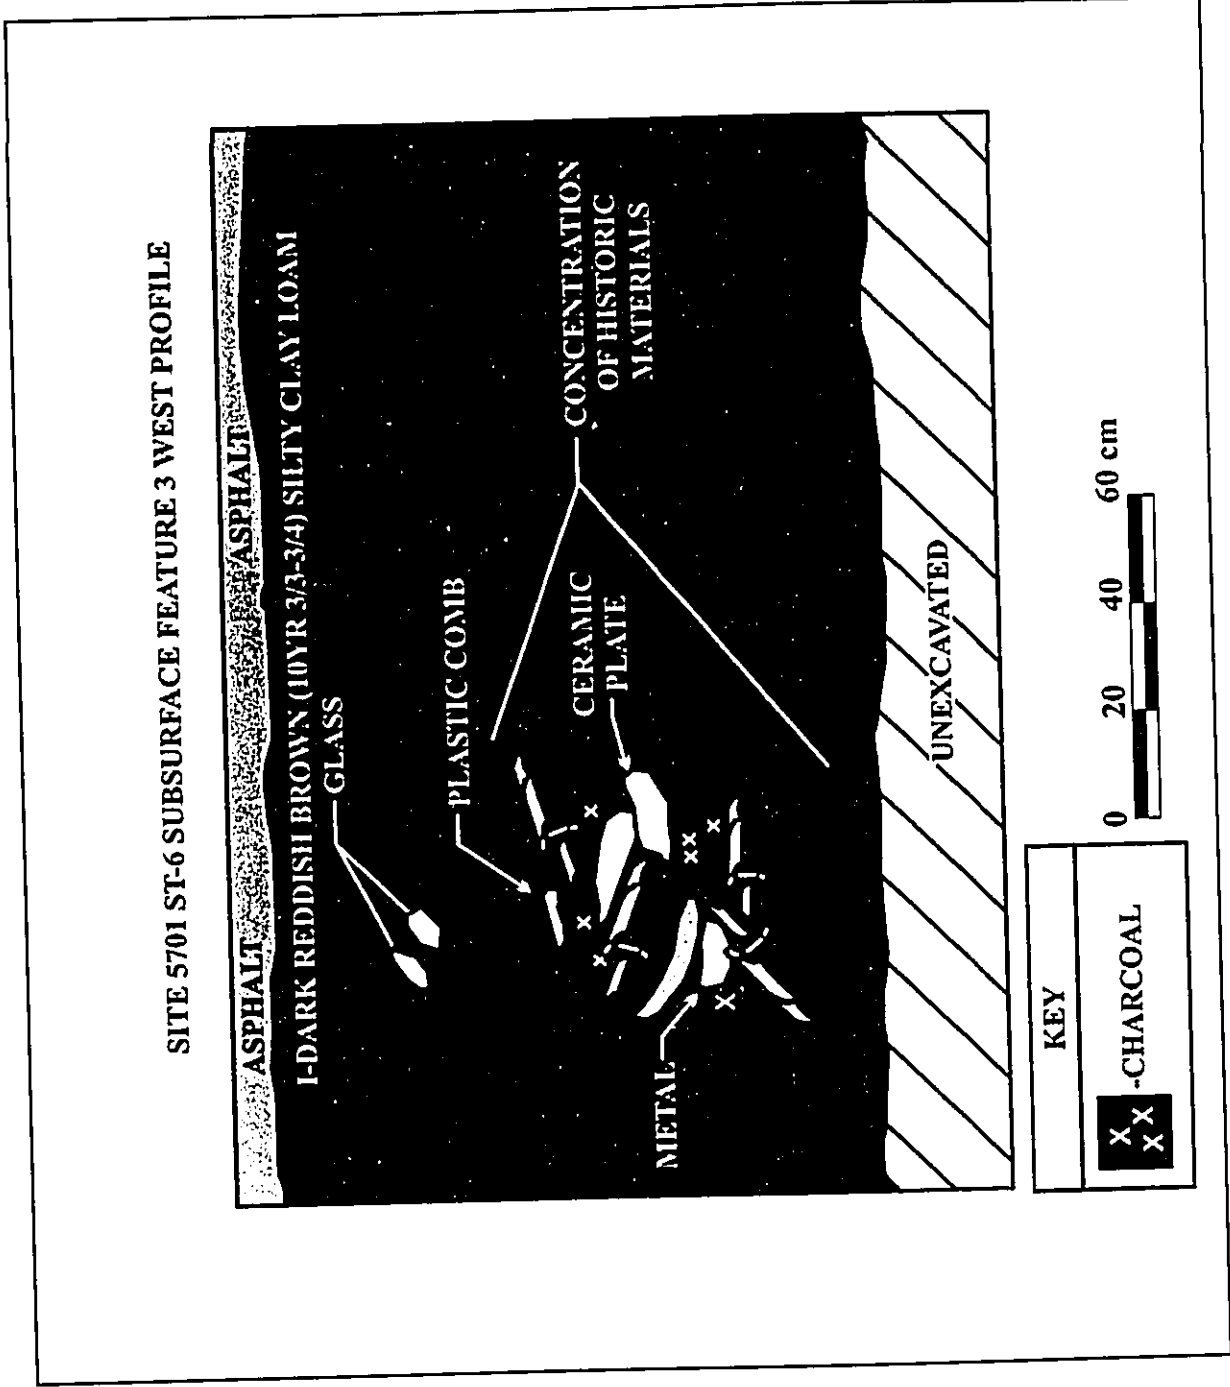 SITE 5701 ST-6 SUBSURFACE FEATURE 3 WEST PROFILE
ASPHALT
ASPHALT
ASPHALT
I-DARK REDDISH BROWN (10YR 3/3-3/4) SILTY CLAY LOAM
GLASS
PLASTIC COMB
CONCENTRATION
OF HISTORIC
MATERIALS
CERAMIC
PLATE
METAL
UNEXCAVATED
KEY
X
X X
-CHARCOAL
0 20 40 60 cm